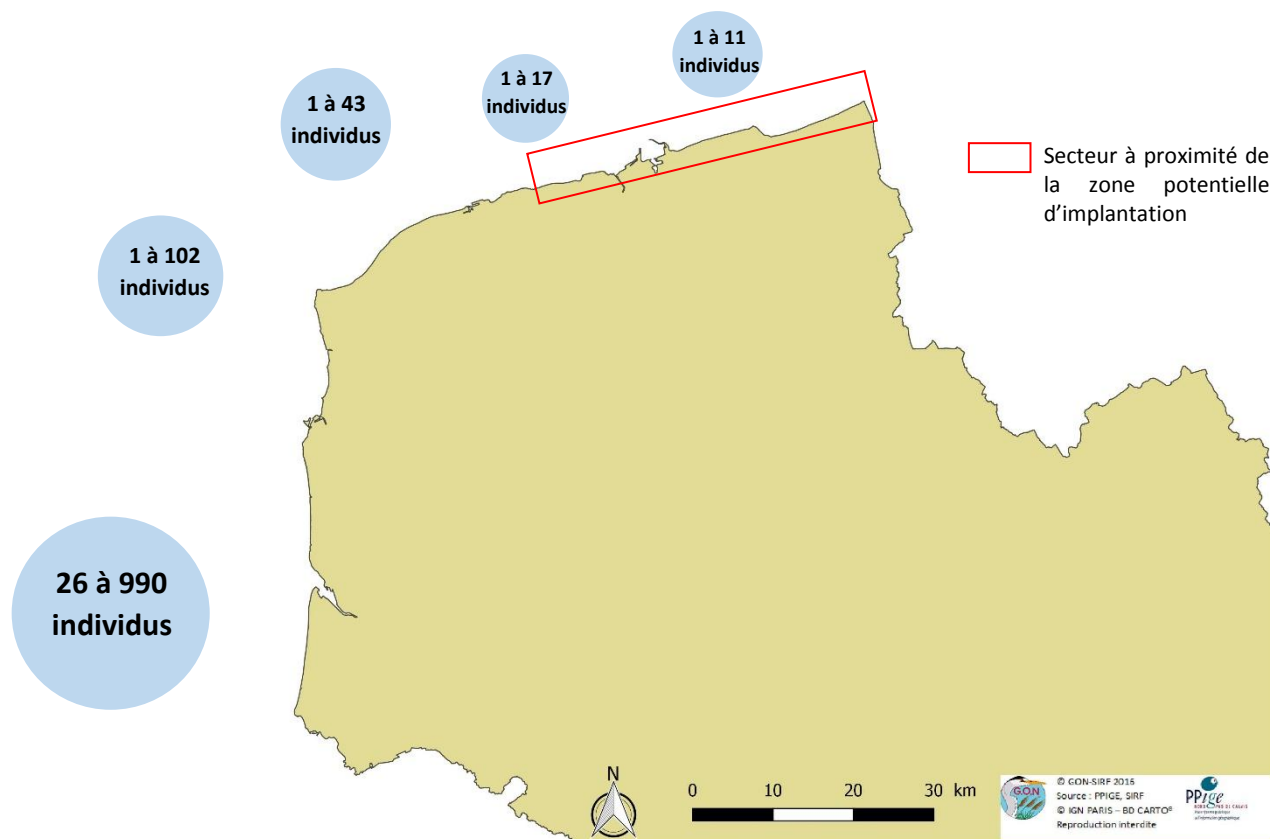 1 à 11
individus
1 à 17
individus
1 à 43
individus
Secteur à proximité de
la zone potentielle
d'implantation
1 à 102
individus
26 à 990
individus
N
0 10 20 30 km
G.O.N
© GON-SIRF 2016
Source : PPIGE, SIRF
© IGN PARIS – BD CARTO®
Reproduction interdite
PPige